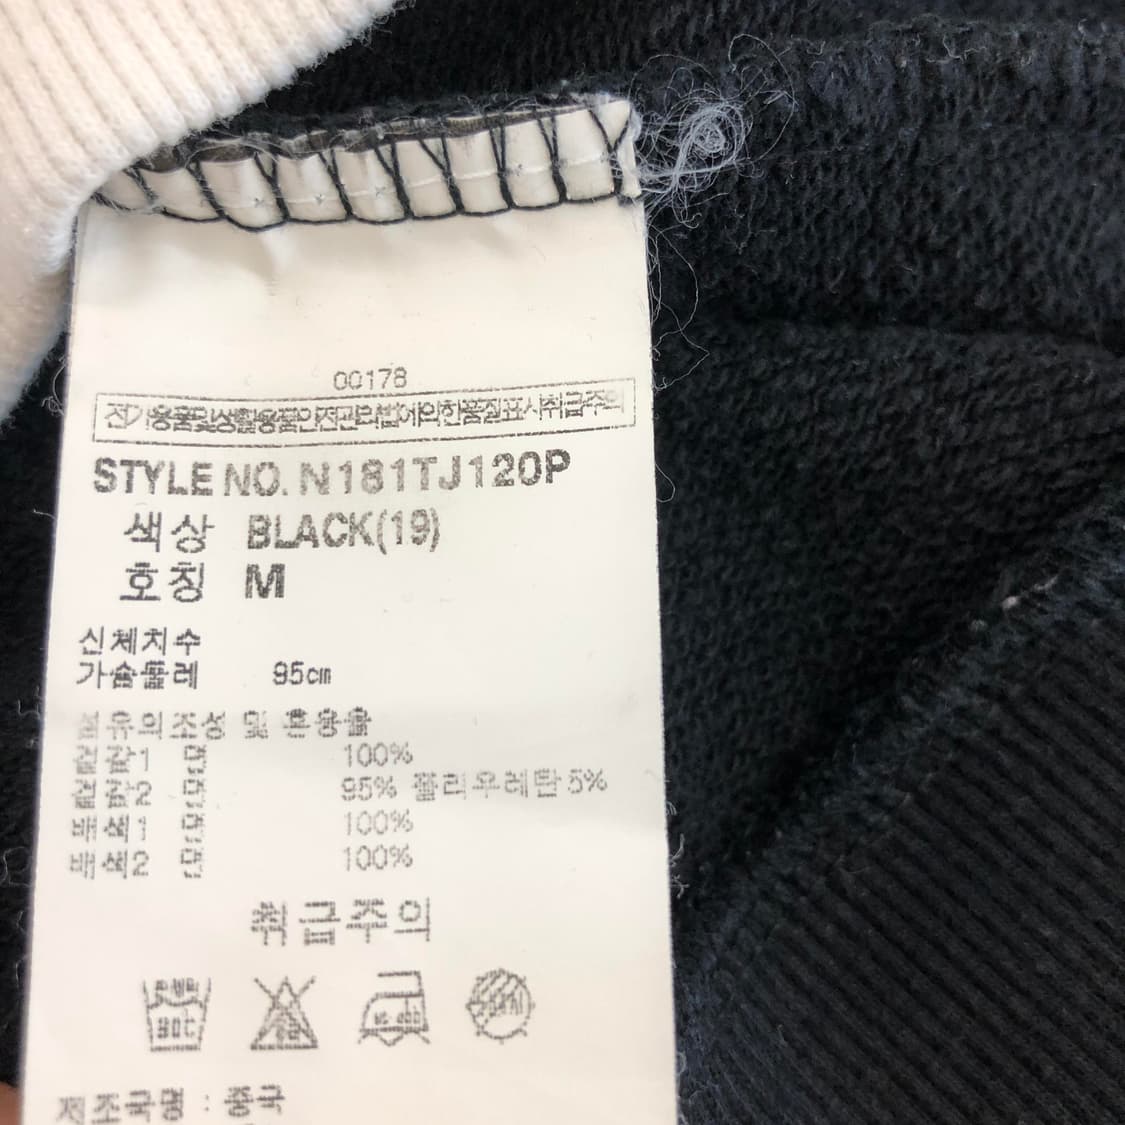 00178
전기용품및생활용품안전관리법에의한품질표시취급주의
STYLE NO. N181TJ120P
색상 BLACK(19)
호칭 M
신체치수
가슴둘레 95cm
섬유의조성 및 혼용율
겉감1 면 100%
겉감2 면 95% 폴리우레탄5%
배색1 면 100%
배색2 면 100%
취급주의
제조국명 : 중국